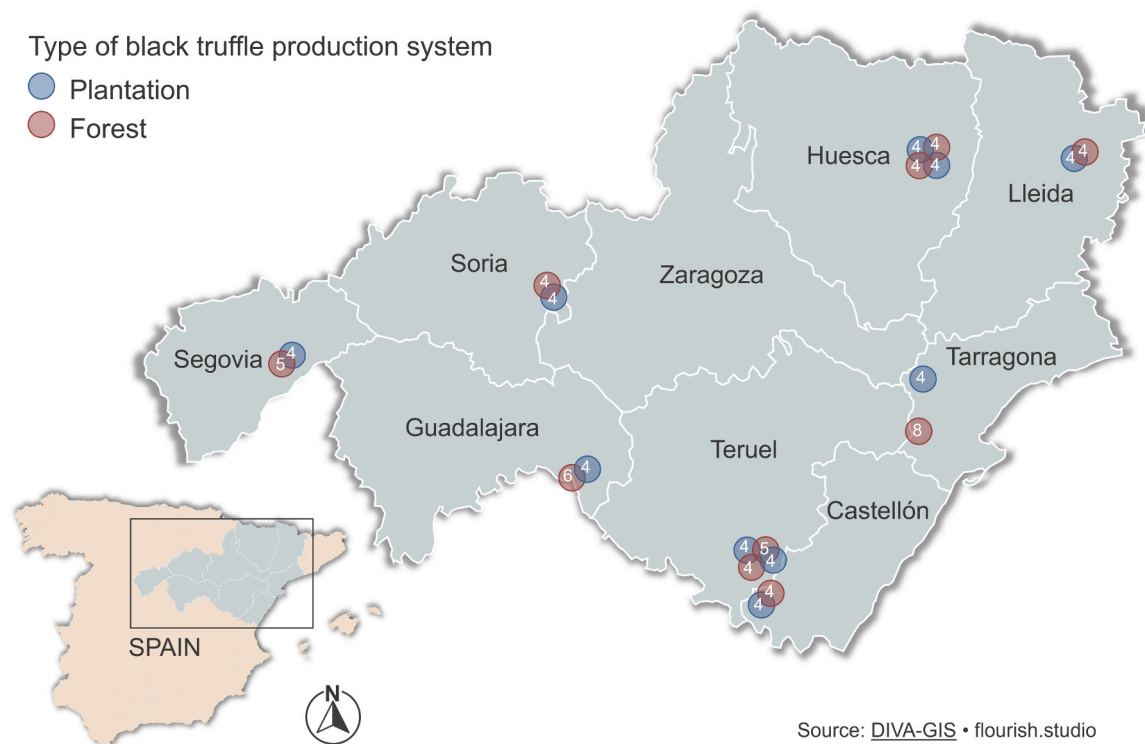 Type of black truffle production system
Plantation
Forest
Huesca
4 4
4 4
Lleida
4 4
Soria
4
4
Zaragoza
Segovia
5 4
Tarragona
4
8
Guadalajara
6 4
Teruel
Castellón
4 5
4 4
4
4
SPAIN
N
Source: DIVA-GIS • flourish.studio